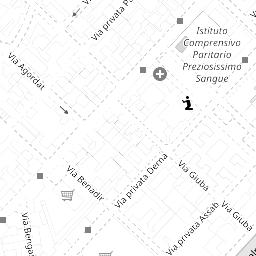 Via privata P
Istituto
Comprensivo
Paritario
Preziosissimo
Sangue
Via Agordat
Via privata Derna
Via Giuba
Via Benadir
Via Giuba
Via privata Assab
Via Benga